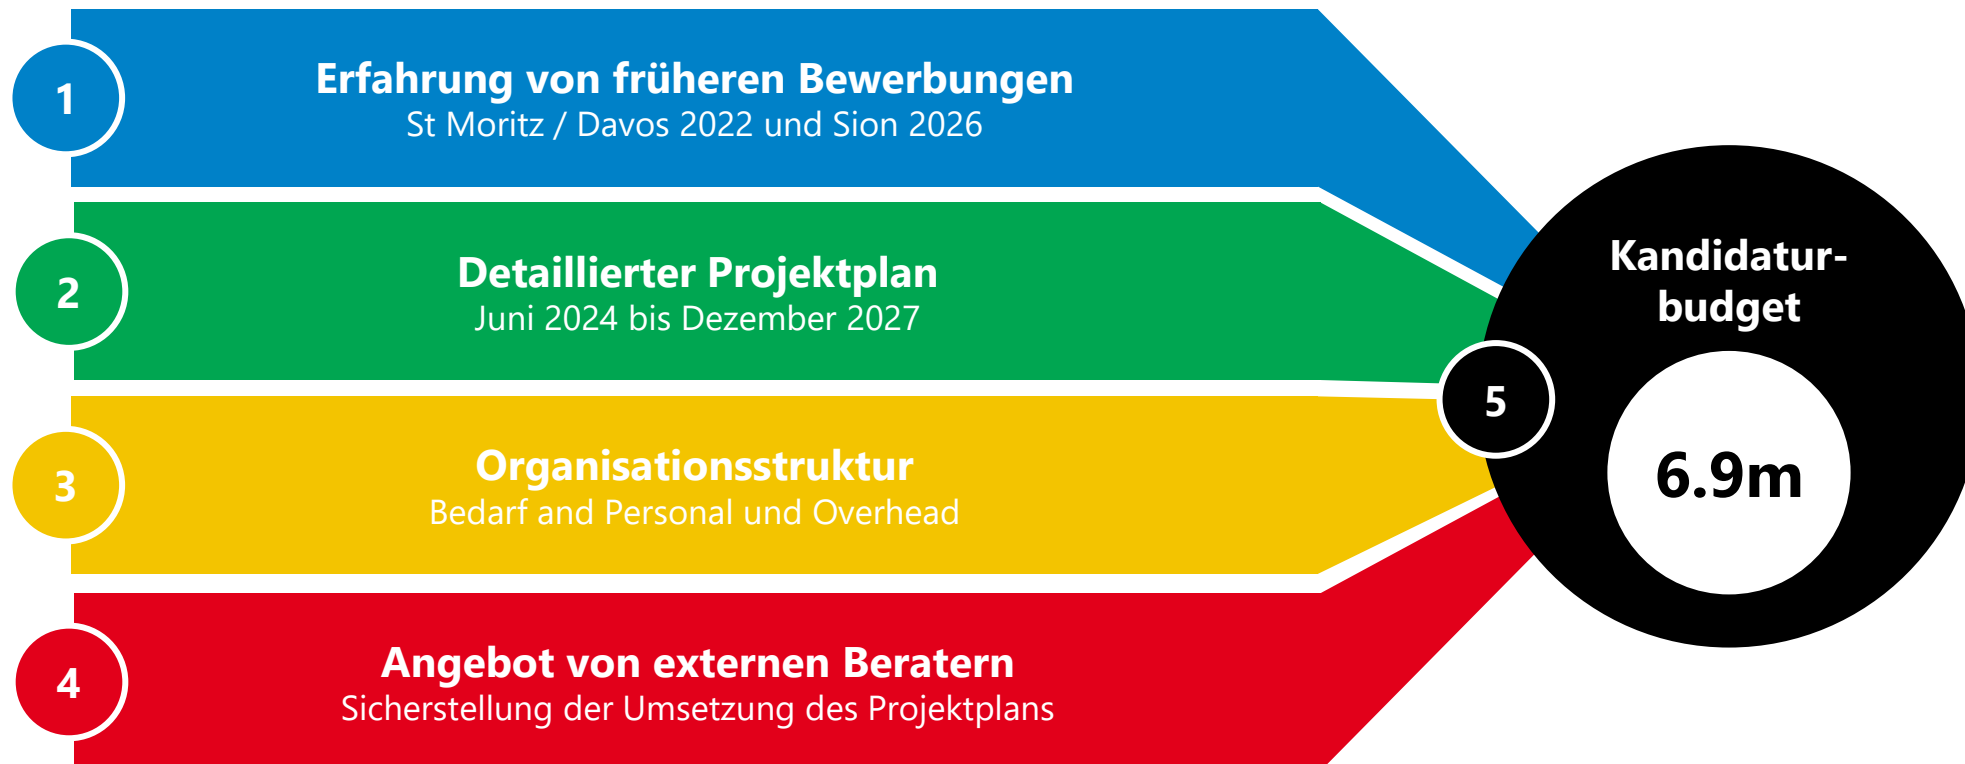 1
Erfahrung von früheren Bewerbungen
St Moritz / Davos 2022 und Sion 2026
2
Detaillierter Projektplan
Juni 2024 bis Dezember 2027
3
Organisationsstruktur
Bedarf and Personal und Overhead
4
Angebot von externen Beratern
Sicherstellung der Umsetzung des Projektplans
5
Kandidatur-
budget
6.9m